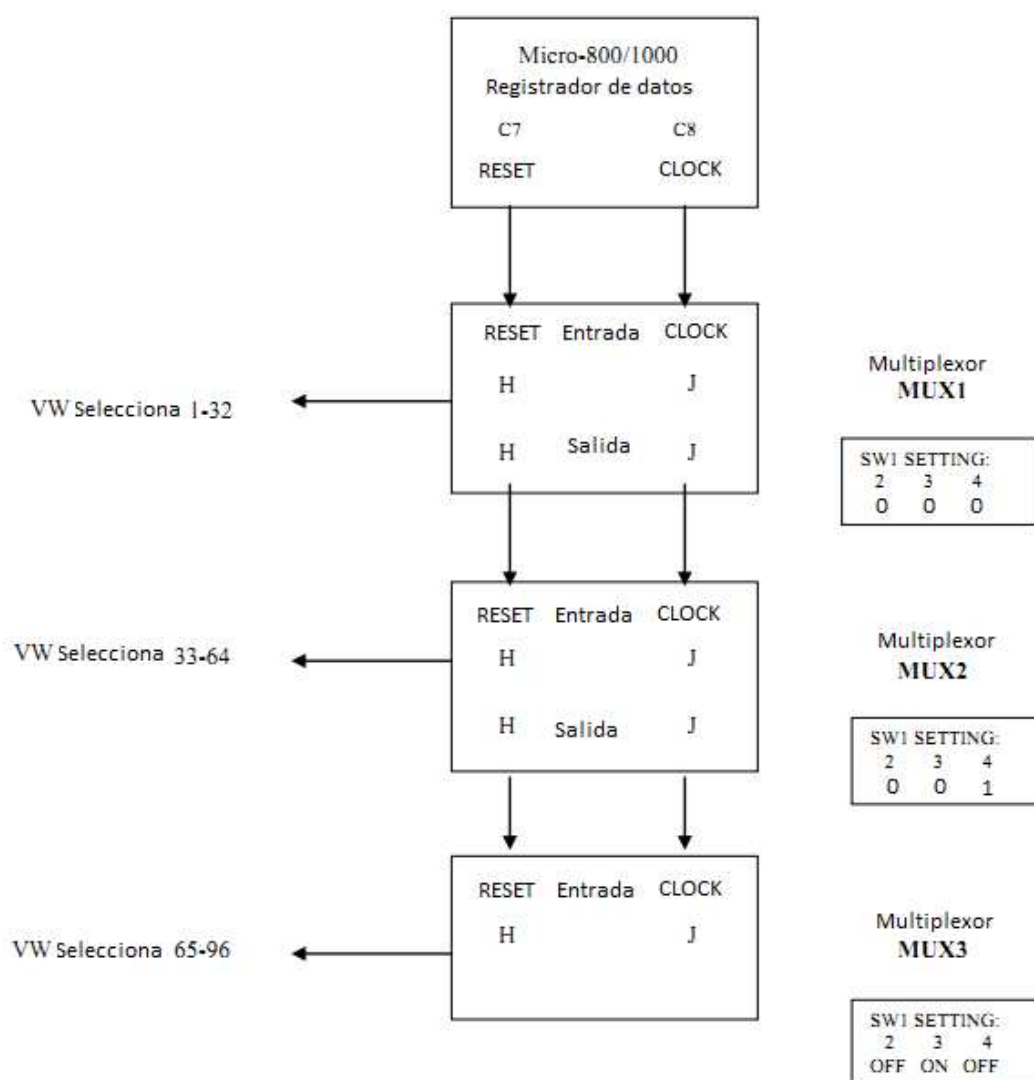 Micro-800/1000
Registrador de datos
C7 C8
RESET CLOCK
RESET Entrada CLOCK
H J
H Salida J
VW Selecciona 1-32
Multiplexor
MUX1
SW1 SETTING:
2 3 4
0 0 0
RESET Entrada CLOCK
H J
H Salida J
VW Selecciona 33-64
Multiplexor
MUX2
SW1 SETTING:
2 3 4
0 0 1
RESET Entrada CLOCK
H J
VW Selecciona 65-96
Multiplexor
MUX3
SW1 SETTING:
2 3 4
OFF ON OFF